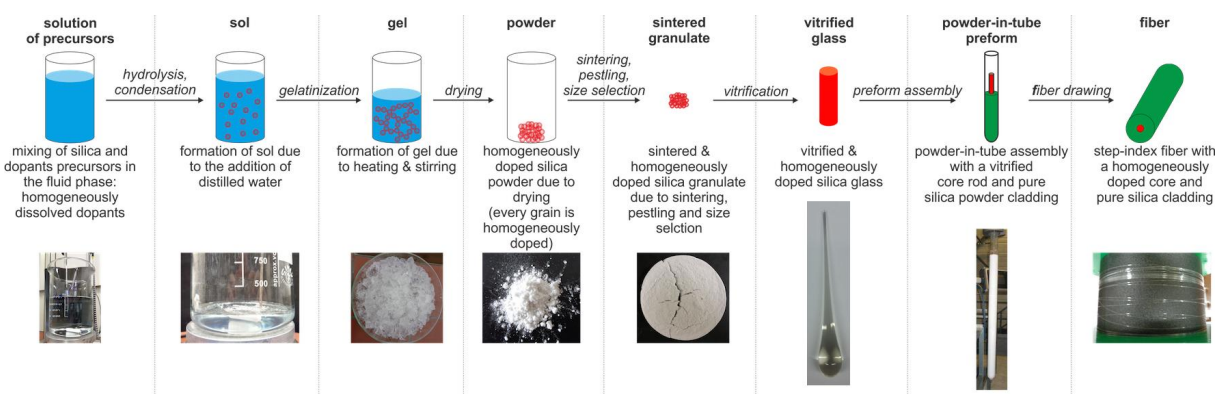 solution
of precursors
sol
gel
powder
sintered
granulate
vitrified
glass
powder-in-tube
preform
fiber
hydrolysis,
condensation
gelatinization
drying
sintering,
pestling,
size selection
vitrification
preform assembly
fiber drawing
mixing of silica and
dopants precursors in
the fluid phase:
homogeneously
dissolved dopants
formation of sol due
to the addition of
distilled water
formation of gel due
to heating & stirring
homogeneously
doped silica
powder due to
drying
(every grain is
homogeneously
doped)
sintered &
homogeneously
doped silica granulate
due to sintering,
pestling and size
selction
vitrified &
homogeneously
doped silica glass
powder-in-tube assembly
with a vitrified
core rod and pure
silica powder cladding
step-index fiber with
a homogeneously
doped core and
pure silica cladding
750
500
approx.vo